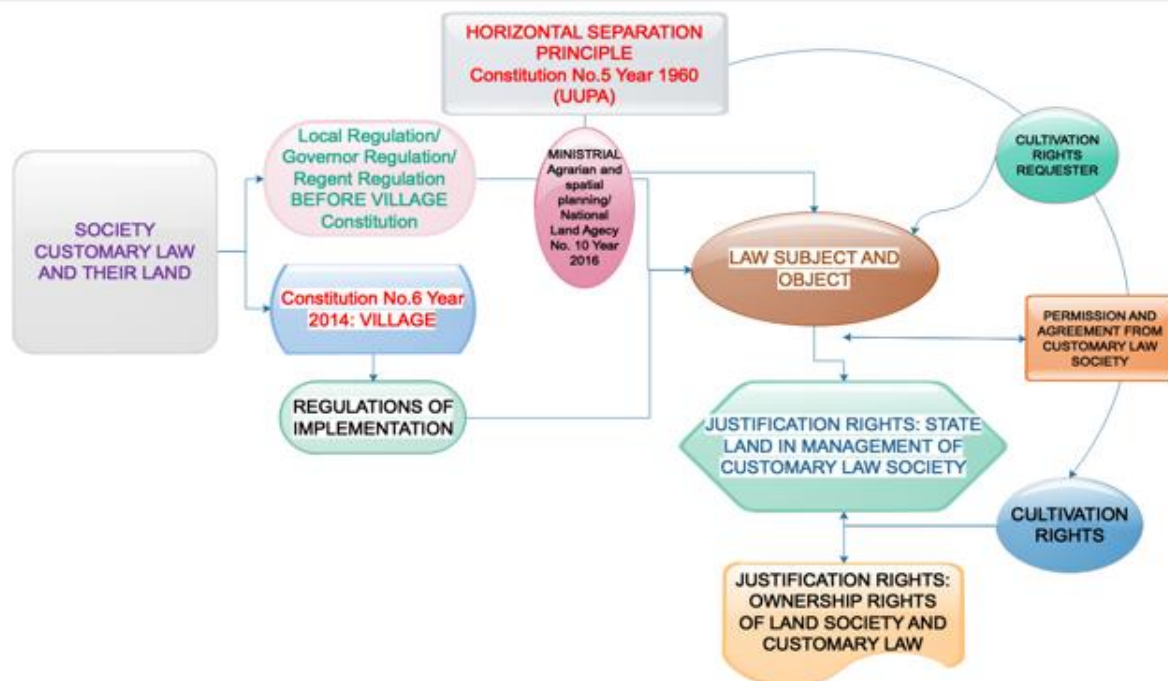 HORIZONTAL SEPARATION
PRINCIPLE
Constitution No.5 Year 1960
(UUPA)
SOCIETY
CUSTOMARY LAW
AND THEIR LAND
Local Regulation/
Governor Regulation/
Regent Regulation
BEFORE VILLAGE
Constitution
MINISTRIAL
Agrarian and
spatial
planning/
National
Land Agecy
No. 10 Year
2016
CULTIVATION
RIGHTS
REQUESTER
LAW SUBJECT AND
OBJECT
Constitution No.6 Year
2014: VILLAGE
PERMISSION AND
AGREEMENT FROM
CUSTOMARY LAW
SOCIETY
REGULATIONS OF
IMPLEMENTATION
JUSTIFICATION RIGHTS: STATE
LAND IN MANAGEMENT OF
CUSTOMARY LAW SOCIETY
CULTIVATION
RIGHTS
JUSTIFICATION RIGHTS:
OWNERSHIP RIGHTS
OF LAND SOCIETY AND
CUSTOMARY LAW